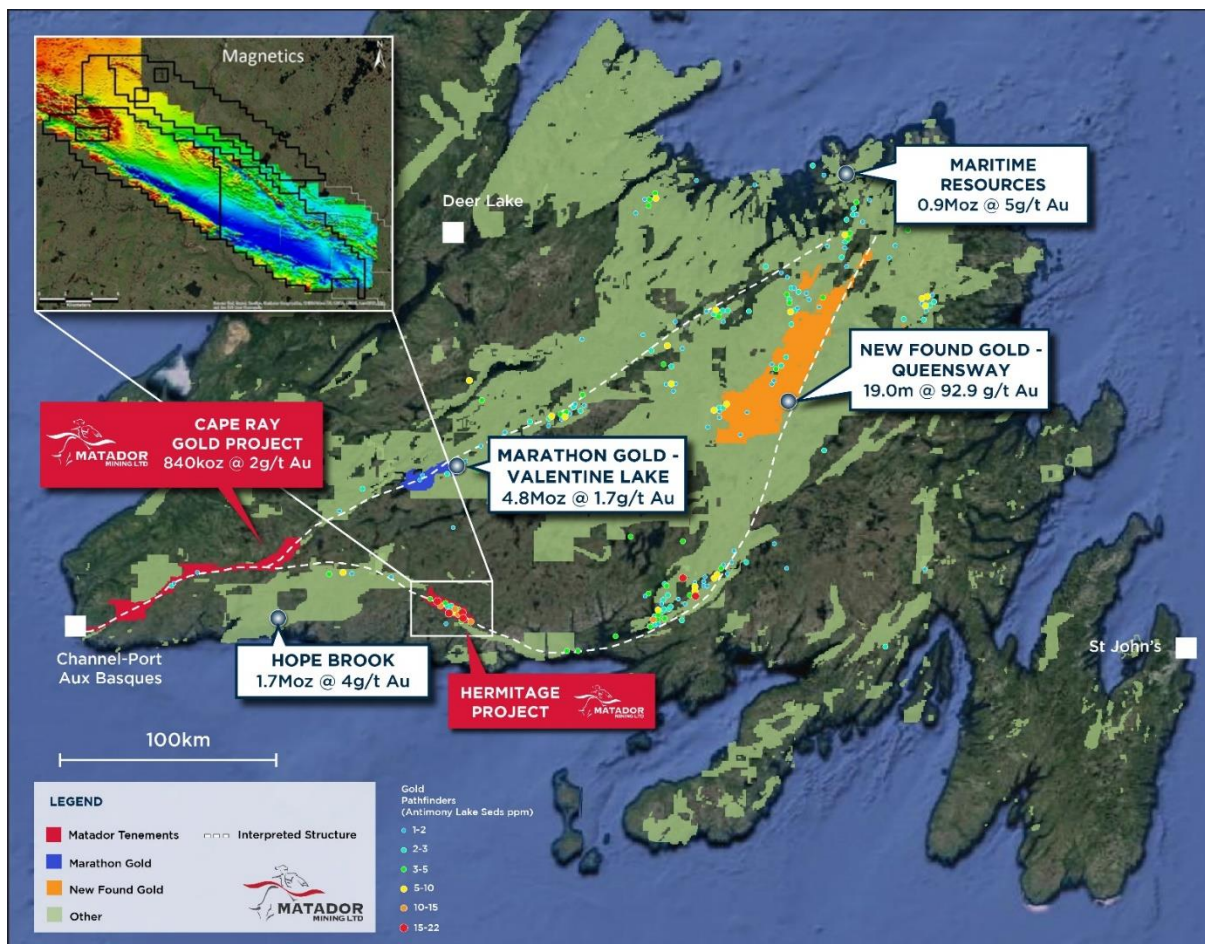 Magnetics
N
Deer Lake
MARITIME
RESOURCES
0.9Moz @ 5g/t Au
NEW FOUND GOLD -
QUEENSWAY
19.0m @ 92.9 g/t Au
MATADOR
MINING LTD
CAPE RAY
GOLD PROJECT
840koz @ 2g/t Au
MARATHON GOLD -
VALENTINE LAKE
4.8Moz @ 1.7g/t Au
Channel-Port
Aux Basques
HOPE BROOK
1.7Moz @ 4g/t Au
HERMITAGE
PROJECT
MATADOR
MINING LTD
St John's
100km
LEGEND
Matador Tenements
Interpreted Structure
Marathon Gold
New Found Gold
Other
MATADOR
MINING LTD
Gold
Pathfinders
(Antimony Lake Seds ppm)
1-2
2-3
3-5
5-10
10-15
15-22